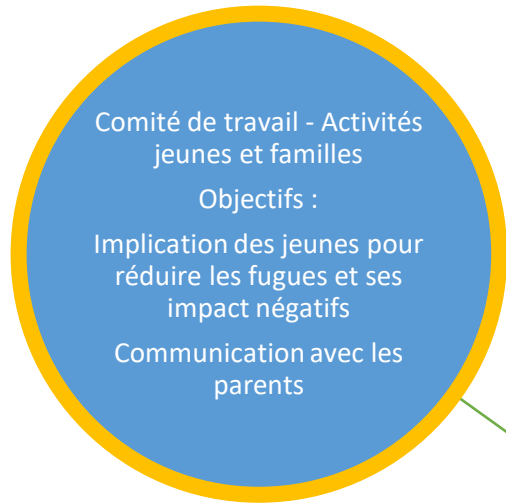 Comité de travail - Activités
jeunes et familles
Objectifs :
Implication des jeunes pour
réduire les fugues et ses
impact négatifs
Communication avec les
parents